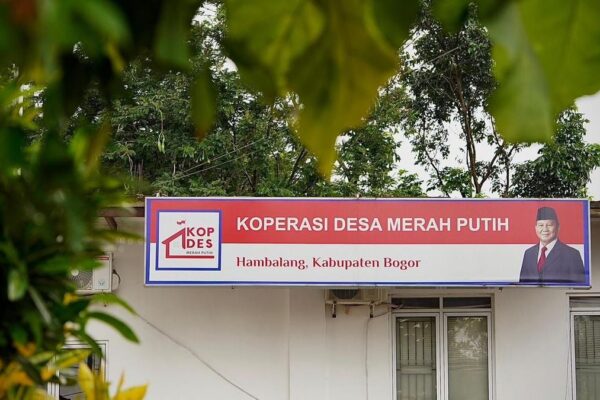 KOP
DES
MERAH PUTIH
KOPERASI DESA MERAH PUTIH
Hambalang, Kabupaten Bogor